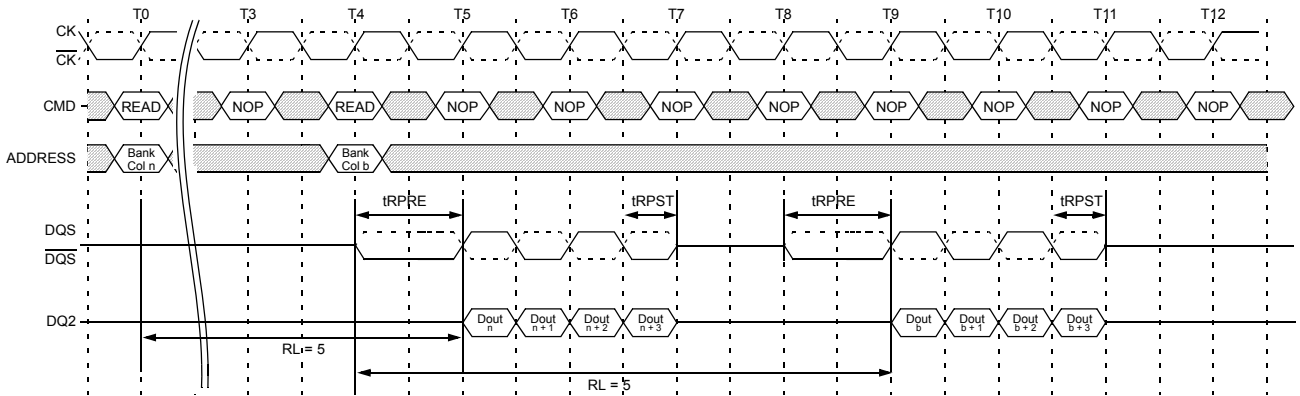 T0 T3 T4 T5 T6 T7 T8 T9 T10 T11 T12
CK
CK
CMD READ NOP READ NOP NOP NOP NOP NOP NOP NOP NOP
ADDRESS Bank Col n Bank Col b
tRPRE tRPST tRPRE tRPST
DQS
DQS
DQ2 Dout n Dout n + 1 Dout n + 2 Dout n + 3 Dout b Dout b + 1 Dout b + 2 Dout b + 3
RL = 5
RL = 5